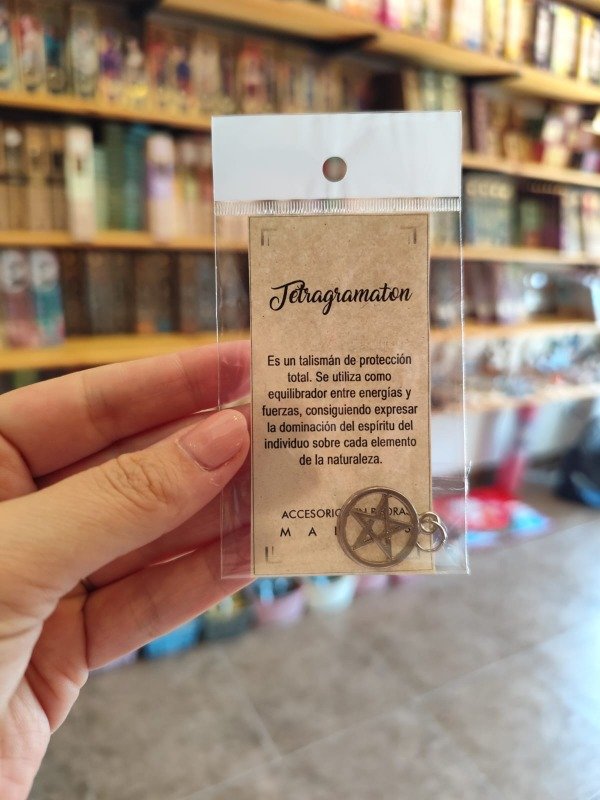 Tetragramaton
Es un talismán de protección
total. Se utiliza como
equilibrador entre energías y
fuerzas, consiguiendo expresar
la dominación del espíritu del
individuo sobre cada elemento
de la naturaleza.